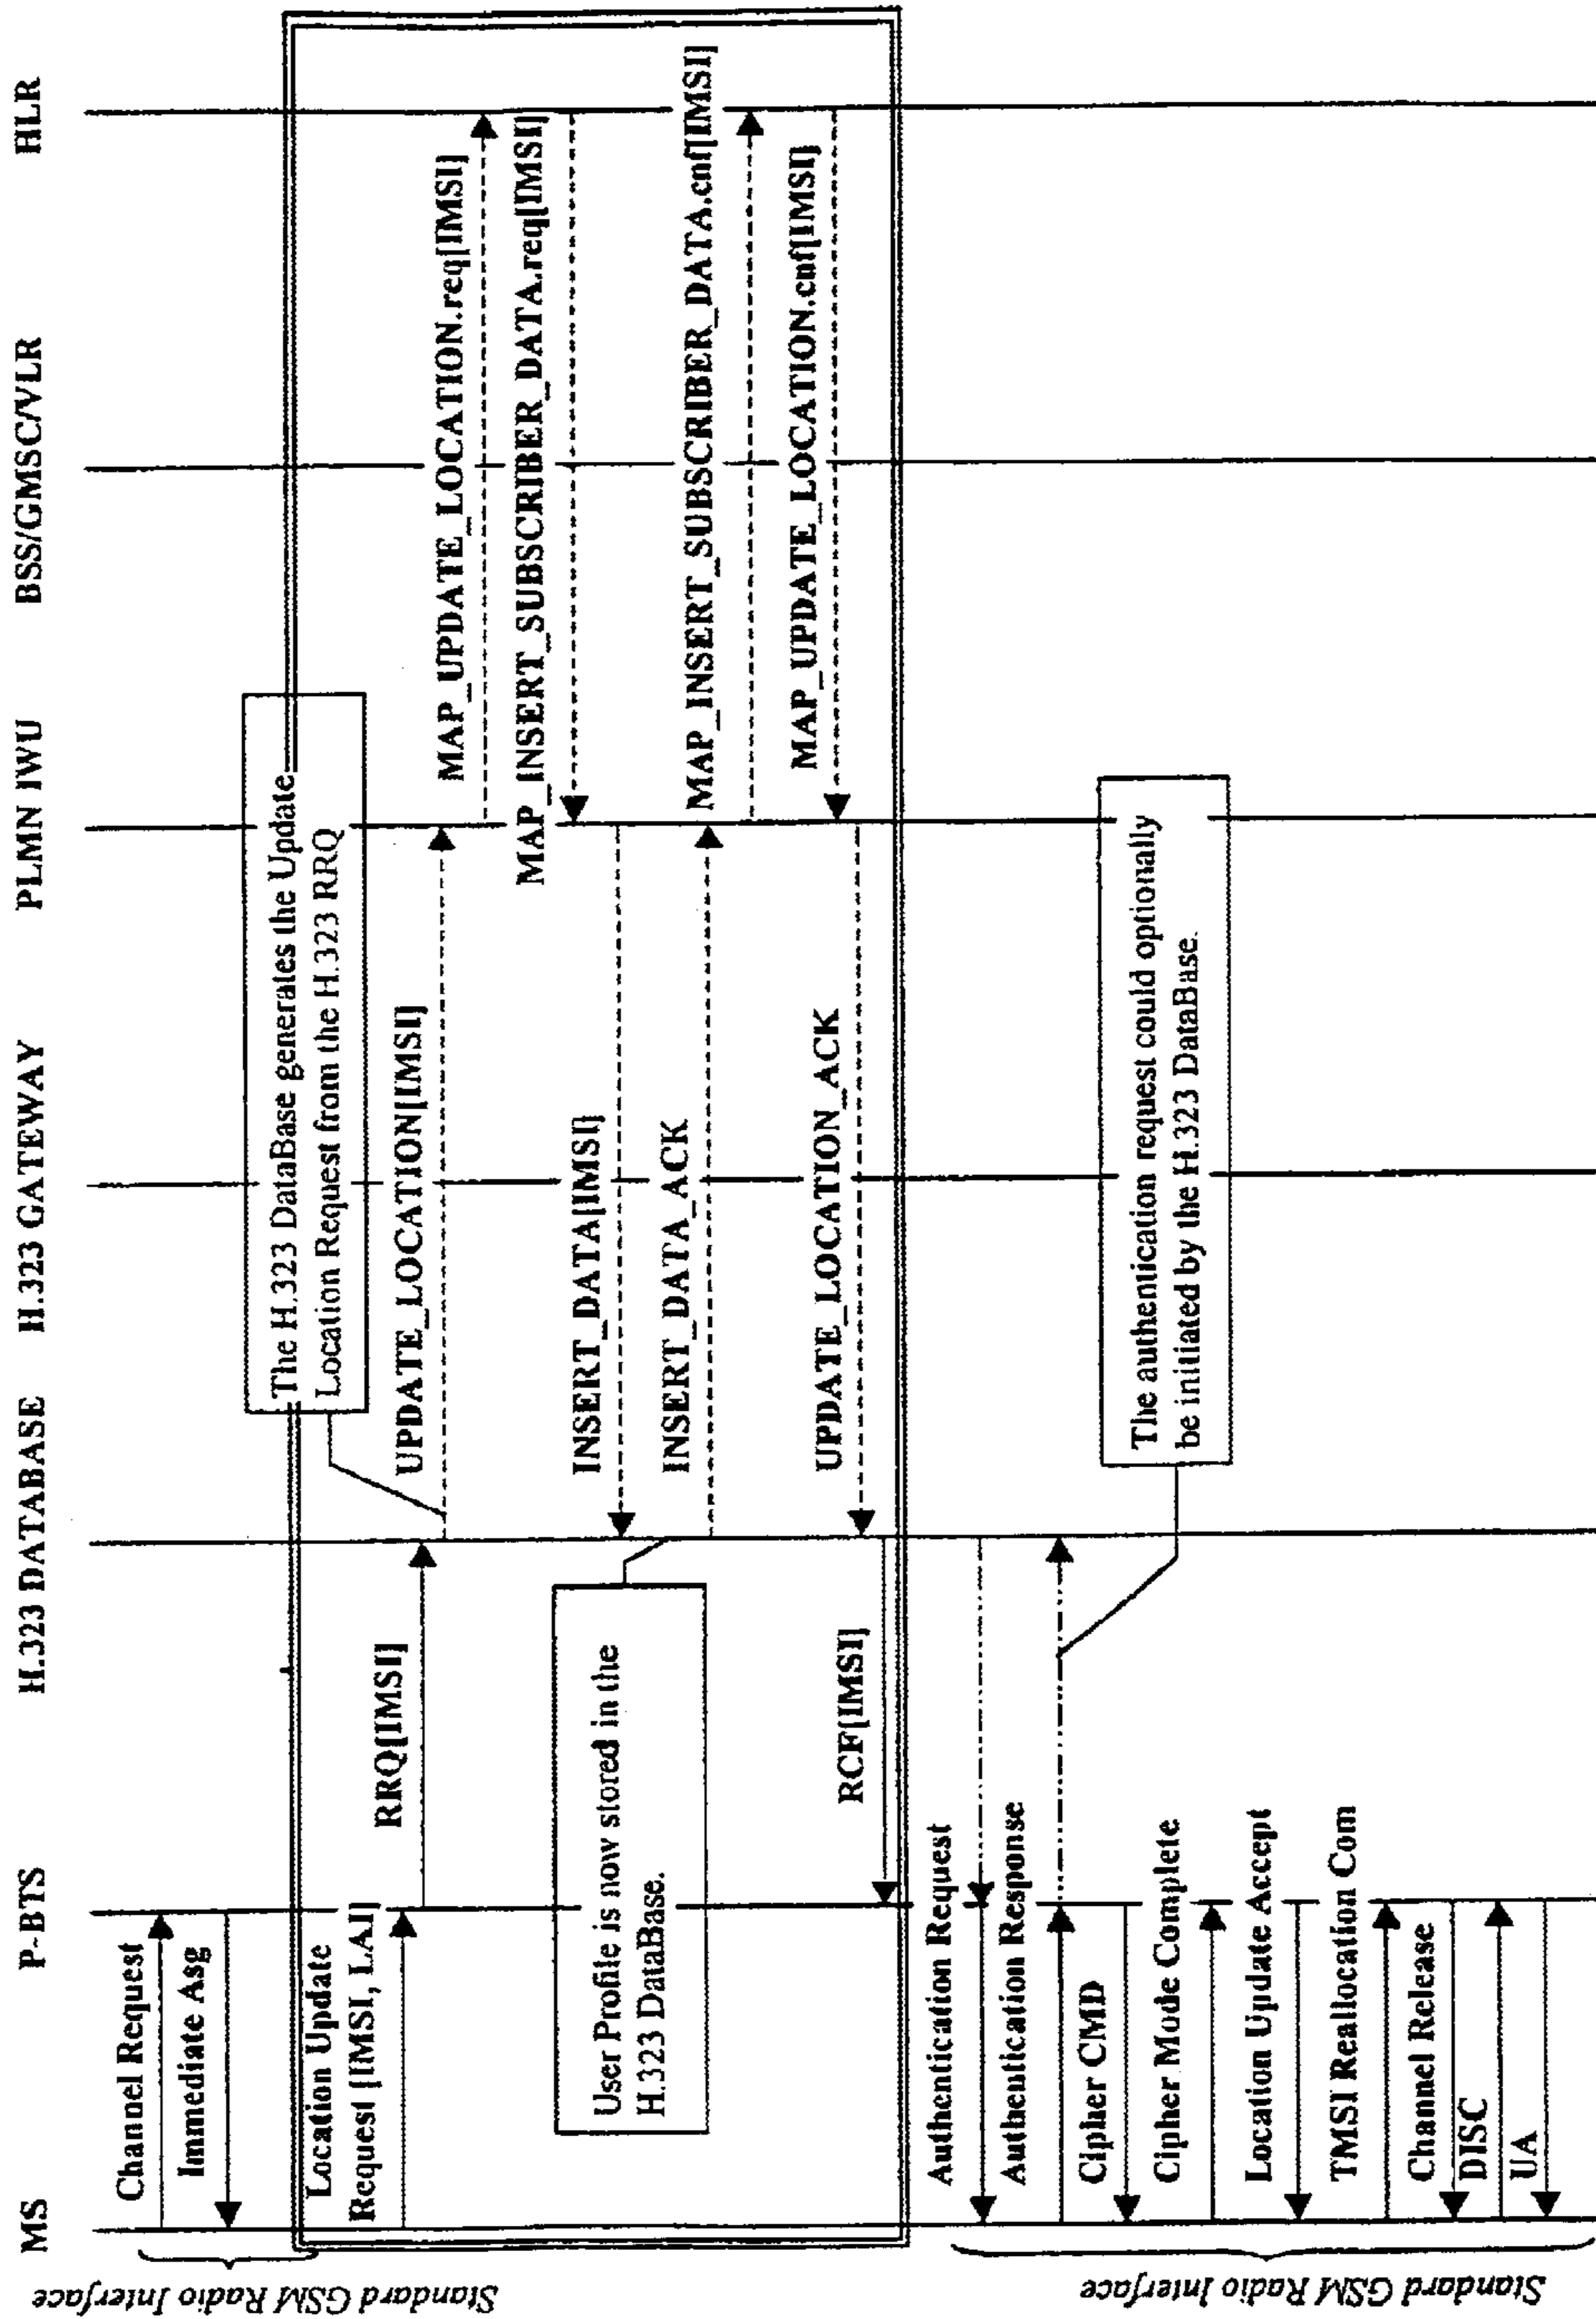 MS
P-BTS
H.323 DATABASE
H.323 GATEWAY
PLMN IWU
BSS/GMSC/VLR
HLR
Standard GSM Radio Interface
Channel Request
Immediate Asg
The H.323 DataBase generates the Update
Location Request from the H.323 RRQ
Location Update
Request [IMSI, LAI]
RRQ[IMSI]
UPDATE_LOCATION[IMSI]
MAP_UPDATE_LOCATION.req[IMSI]
MAP_INSERT_SUBSCRIBER_DATA.req[IMSI]
INSERT_DATA[IMSI]
User Profile is now stored in the
H.323 DataBase.
INSERT_DATA_ACK
MAP_INSERT_SUBSCRIBER_DATA.cnf[IMSI]
MAP_UPDATE_LOCATION.cnf[IMSI]
UPDATE_LOCATION_ACK
RCF[IMSI]
Authentication Request
Authentication Response
The authentication request could optionally
be initiated by the H.323 DataBase.
Cipher CMD
Cipher Mode Complete
Location Update Accept
TMSI Reallocation Com
Channel Release
DISC
UA
Standard GSM Radio Interface